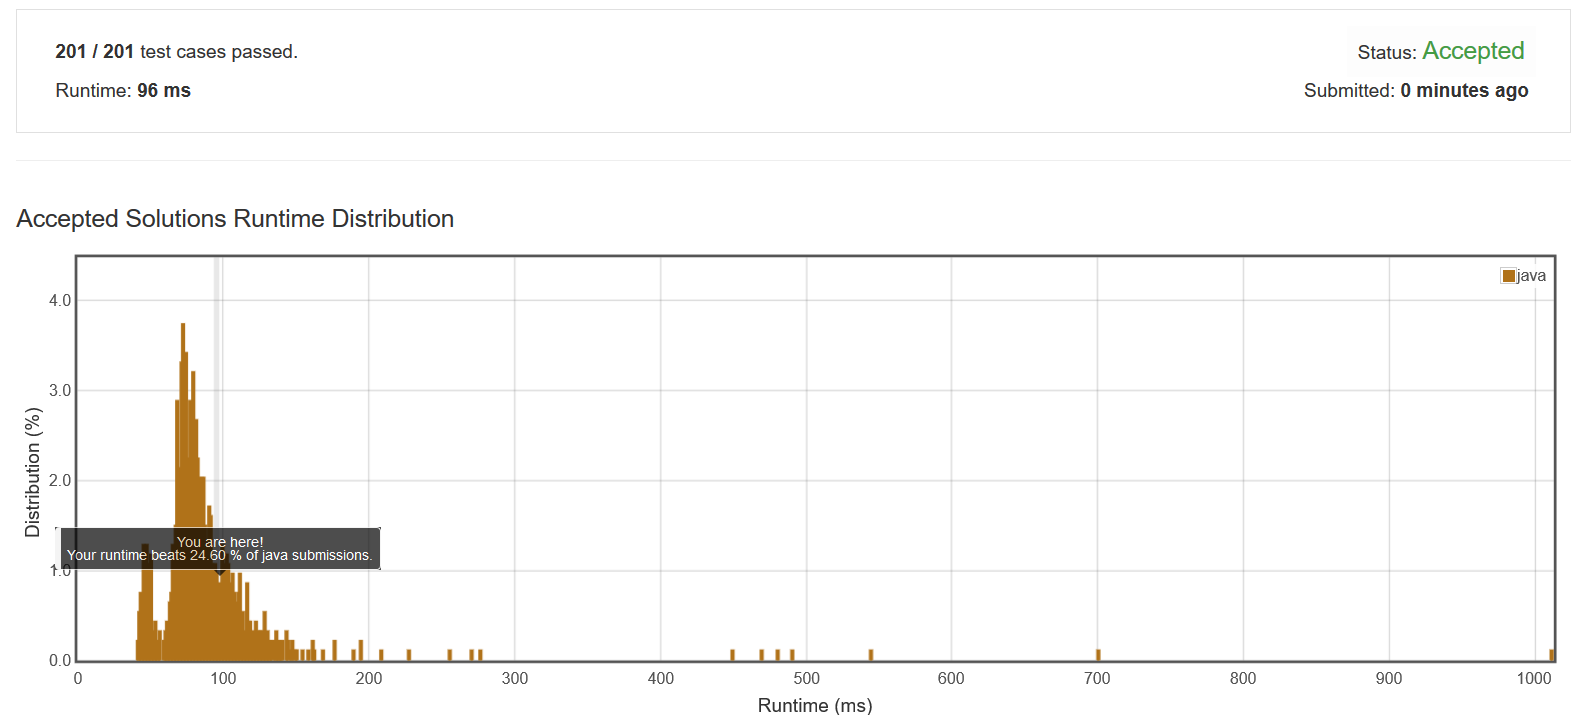 201 / 201 test cases passed.
Status: Accepted
Runtime: 96 ms
Submitted: 0 minutes ago
Accepted Solutions Runtime Distribution
java
4.0
3.0
2.0
1.0
0.0
Distribution (%)
You are here!
Your runtime beats 24.60 % of java submissions.
0 100 200 300 400 500 600 700 800 900 1000
Runtime (ms)